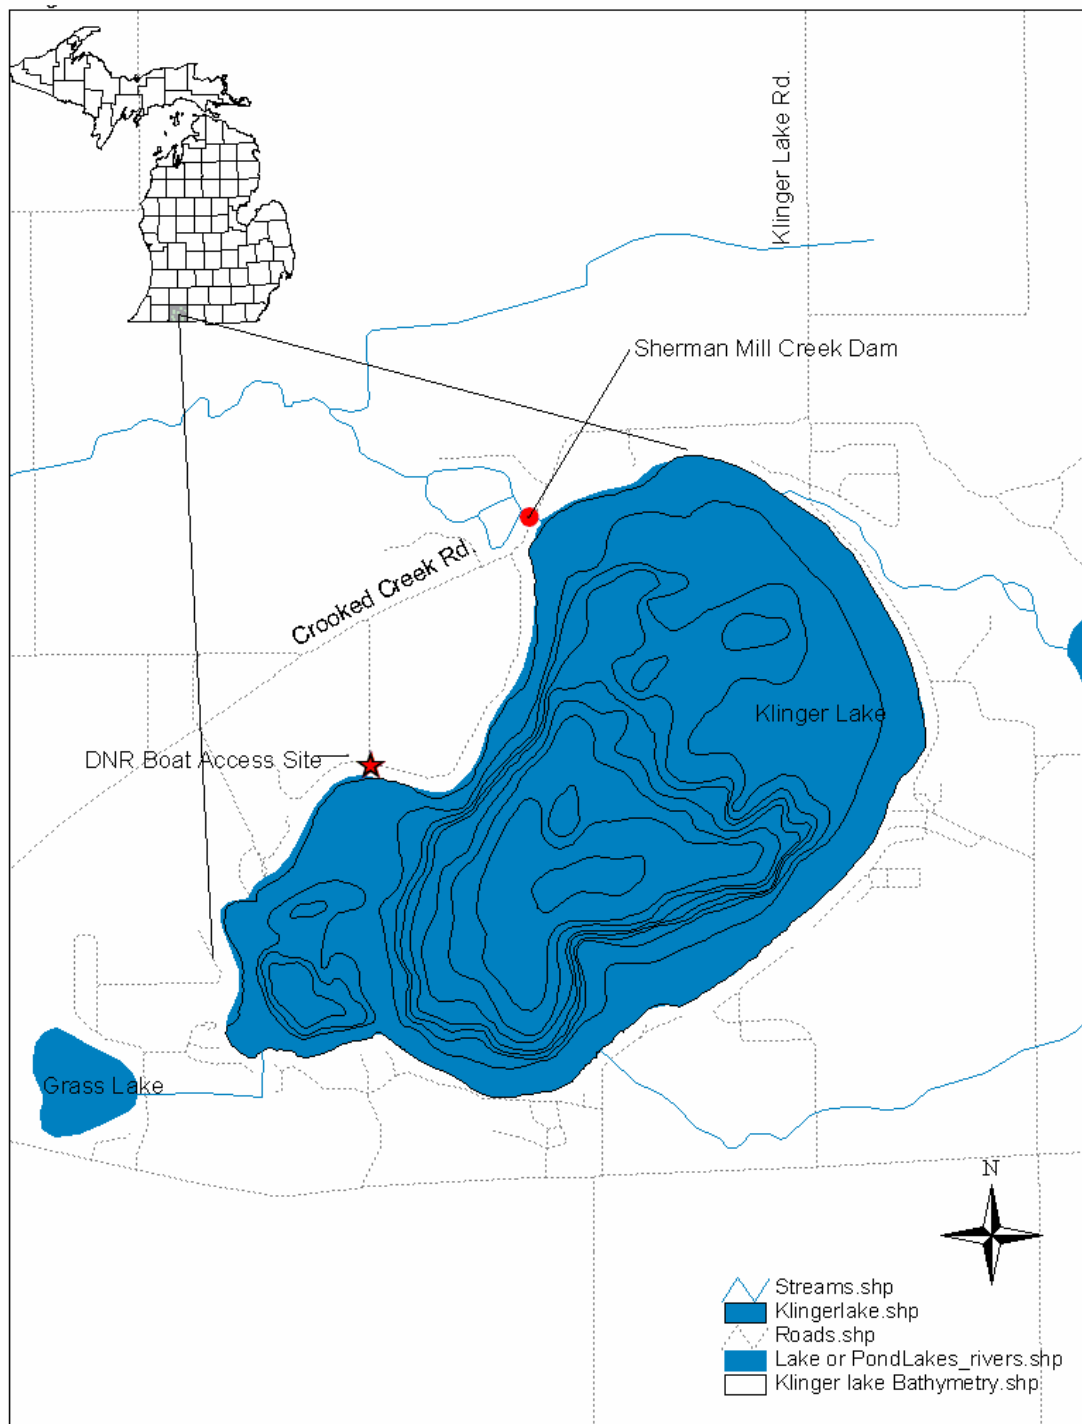 Klinger Lake Rd.
Sherman Mill Creek Dam
Crooked Creek Rd.
Klinger Lake
DNR Boat Access Site
Grass Lake
N
Streams.shp
Klingerlake.shp
Roads.shp
Lake or PondLakes_rivers.shp
Klinger lake Bathymetry.shp